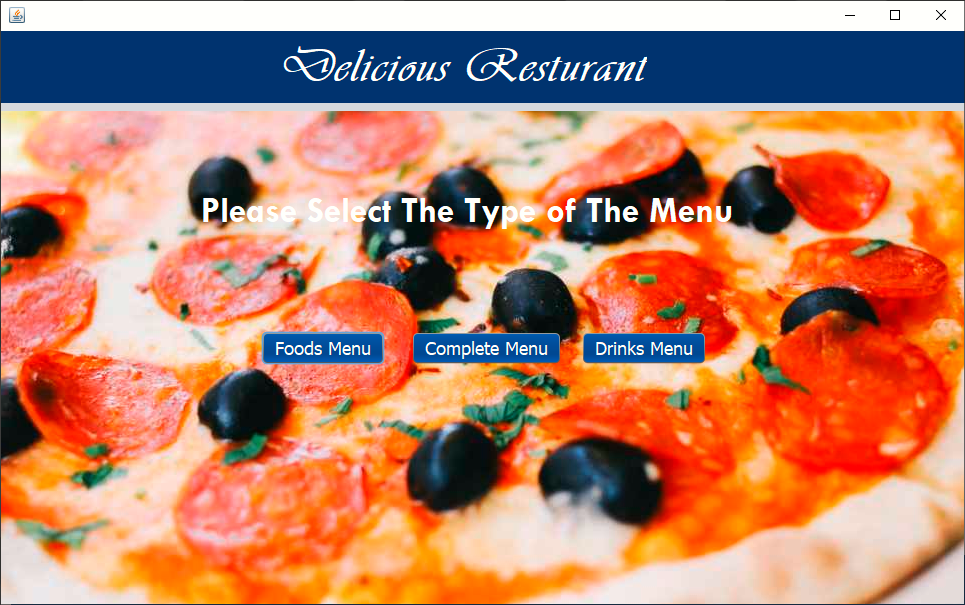 Delicious Resturant
Please Select The Type of The Menu
Foods Menu
Complete Menu
Drinks Menu